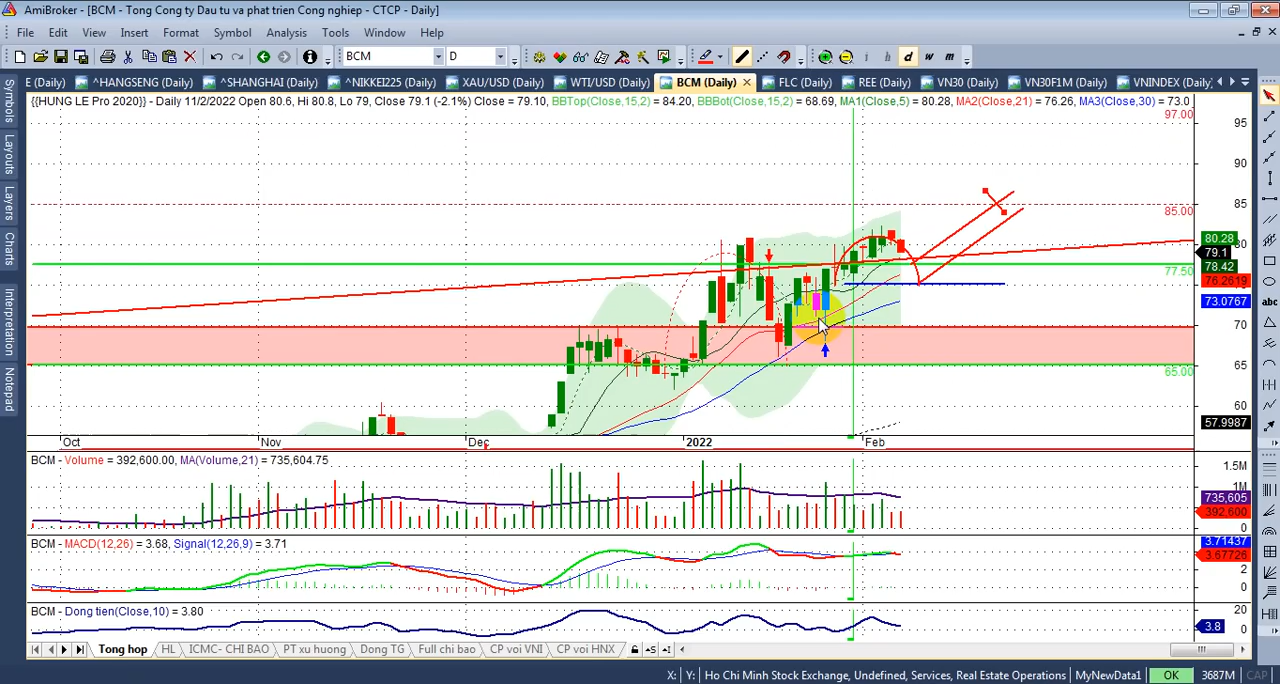 AmiBroker - [BCM - Tong Cong ty Dau tu va phat trien Cong nghiep - CTCP - Daily]
File Edit View Insert Format Symbol Analysis Tools Window Help
BCM D i h d w m
E (Daily) ^HANGSENG (Daily) ^SHANGHAI (Daily) ^NIKKEI225 (Daily) XAU/USD (Daily) WTI/USD (Daily) BCM (Daily) FLC (Daily) REE (Daily) VN30 (Daily) VN30F1M (Daily) VNINDEX (Daily)
Symbols
Layouts
Layers
Charts
Interpretation
Notepad
{{HUNG LE Pro 2020}} - Daily 11/2/2022 Open 80.6, Hi 80.8, Lo 79, Close 79.1 (-2.1%) Close = 79.10, BBTop(Close,15,2) = 84.20, BBBot(Close,15,2) = 68.69, MA1(Close,5) = 80.28, MA2(Close,21) = 76.26, MA3(Close,30) = 73.0
97.00
95
90
85
85.00
80.28
80
79.1
78.42
77.50
76.2619
73.0767
70
65
65.00
60
57.9987
Oct Nov Dec 2022 Feb
BCM - Volume = 392,600.00, MA(Volume,21) = 735,604.75
1.5M
1M
735,605
392,600
0
BCM - MACD(12,26) = 3.68, Signal(12,26,9) = 3.71
3.71437
3.67726
2
0
BCM - Dong tien(Close,10) = 3.80
20
3.8
0
Tong hop HL ICMC- CHI BAO PT xu huong Dong TG Full chi bao CP voi VNI CP voi HNX
X: Y: Ho Chi Minh Stock Exchange, Undefined, Services, Real Estate Operations MyNewData1 OK 3687M CAP
abc